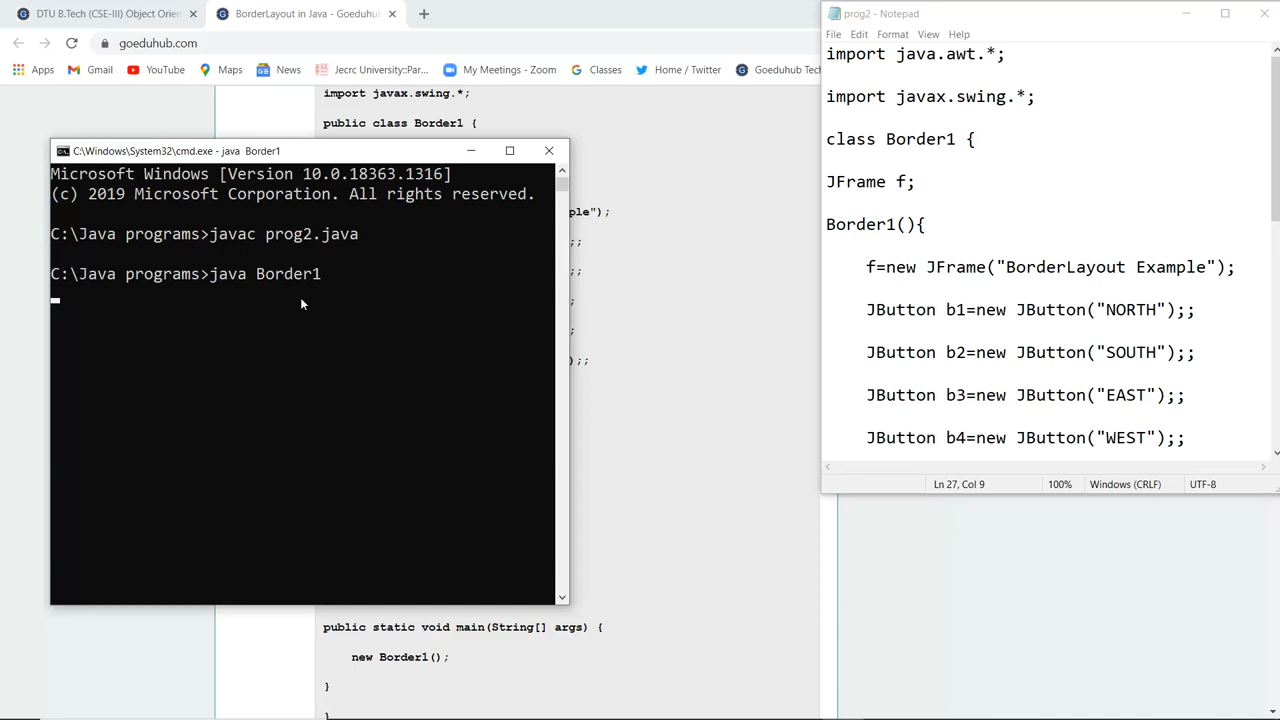 DTU B.Tech (CSE-III) Object Orien
BorderLayout in Java - Goeduhub
goeduhub.com
Apps
Gmail
YouTube
Maps
News
Jecrc University::Par...
My Meetings - Zoom
Classes
Home / Twitter
Goeduhub Tech
import javax.swing.*;
public class Border1 {
ple");
;;
;;
;
;
);;
public static void main(String[] args) {
new Border1();
}
}
C:\Windows\System32\cmd.exe - java Border1
Microsoft Windows [Version 10.0.18363.1316]
(c) 2019 Microsoft Corporation. All rights reserved.
C:\Java programs>javac prog2.java
C:\Java programs>java Border1
prog2 - Notepad
File Edit Format View Help
import java.awt.*;
import javax.swing.*;
class Border1 {
JFrame f;
Border1(){
f=new JFrame("BorderLayout Example");
JButton b1=new JButton("NORTH");;
JButton b2=new JButton("SOUTH");;
JButton b3=new JButton("EAST");;
JButton b4=new JButton("WEST");;
Ln 27, Col 9
100%
Windows (CRLF)
UTF-8